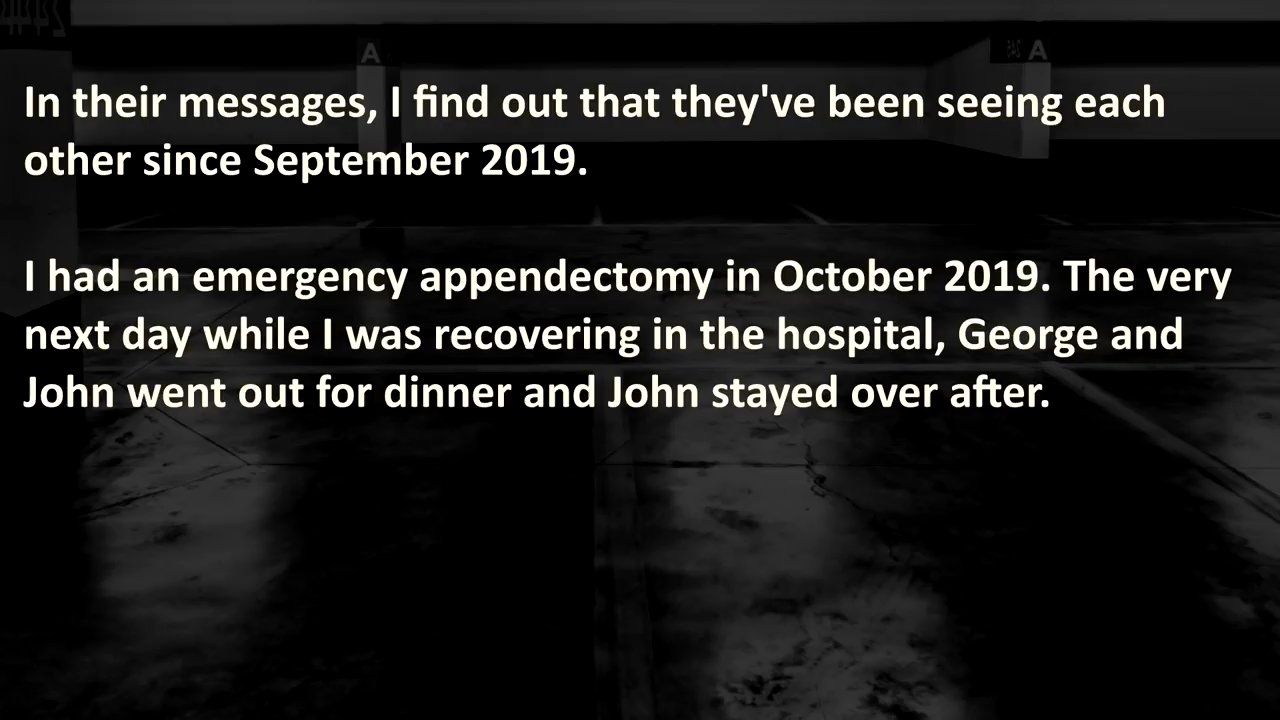 A
A
In their messages, I find out that they've been seeing each
other since September 2019.
I had an emergency appendectomy in October 2019. The very
next day while I was recovering in the hospital, George and
John went out for dinner and John stayed over after.